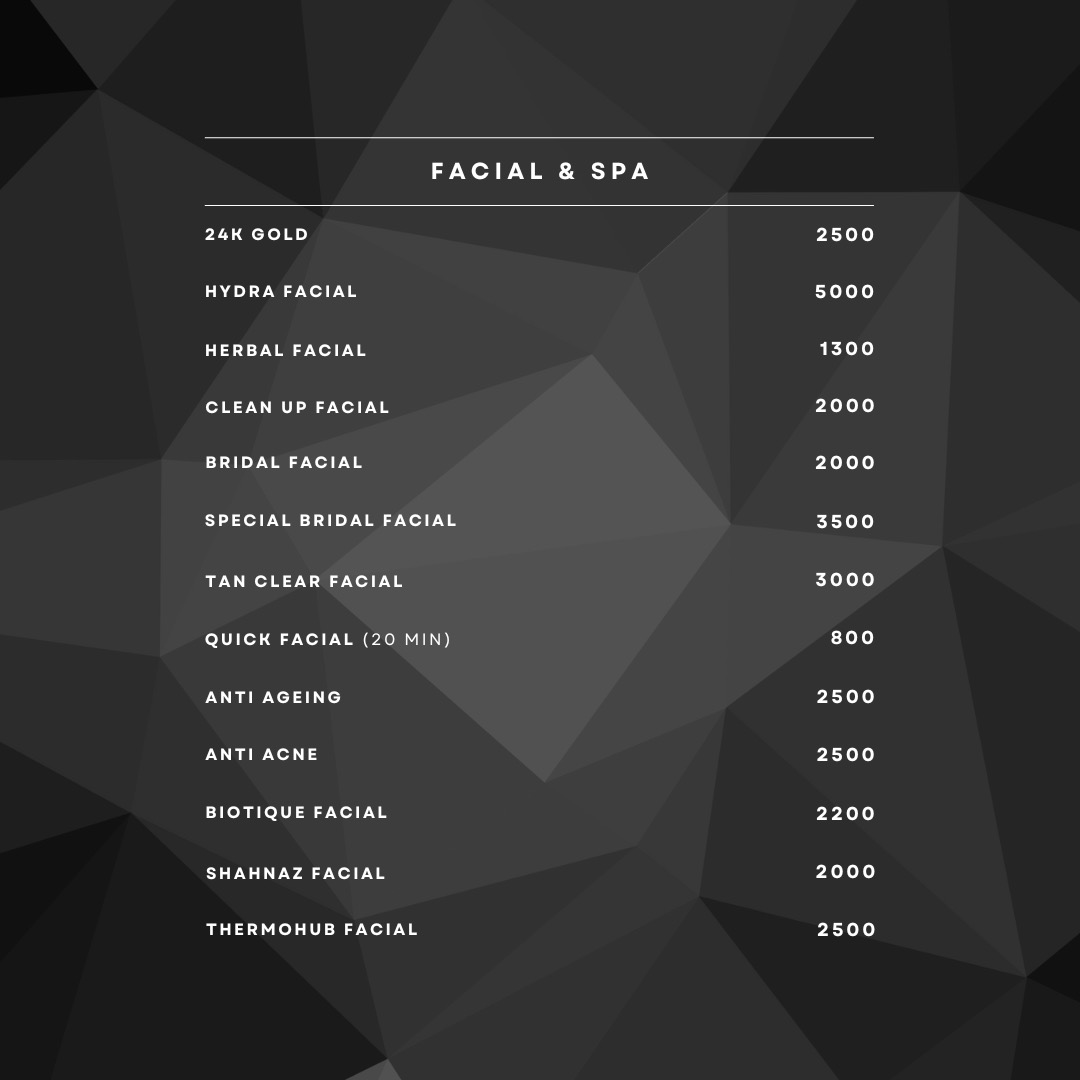 FACIAL & SPA
24K GOLD 2500
HYDRA FACIAL 5000
HERBAL FACIAL 1300
CLEAN UP FACIAL 2000
BRIDAL FACIAL 2000
SPECIAL BRIDAL FACIAL 3500
TAN CLEAR FACIAL 3000
QUICK FACIAL (20 MIN) 800
ANTI AGEING 2500
ANTI ACNE 2500
BIOTIQUE FACIAL 2200
SHAHNAZ FACIAL 2000
THERMOHUB FACIAL 2500